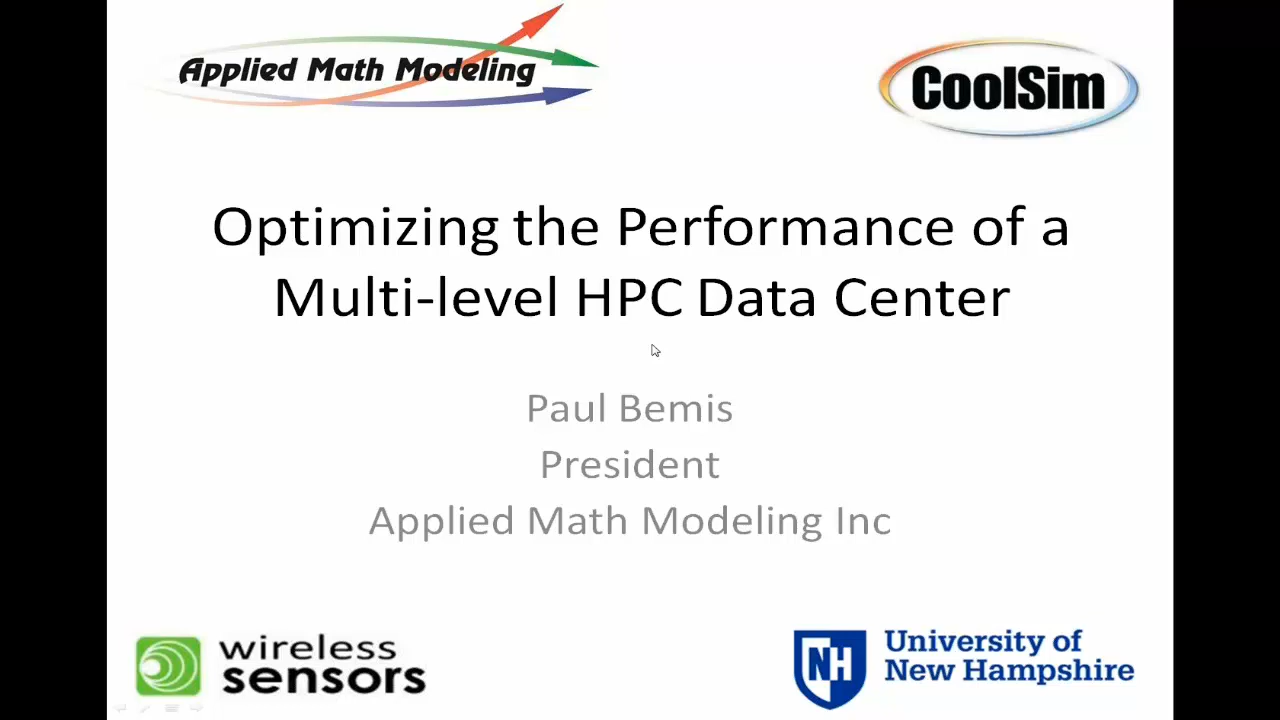 Applied Math Modeling
CoolSim
Optimizing the Performance of a
Multi-level HPC Data Center
Paul Bemis
President
Applied Math Modeling Inc
wireless
sensors
NH
University of
New Hampshire